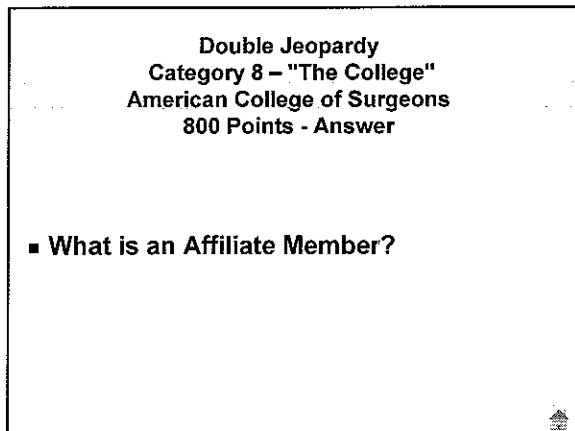 Double Jeopardy
Category 8 – "The College"
American College of Surgeons
800 Points - Answer
■ What is an Affiliate Member?